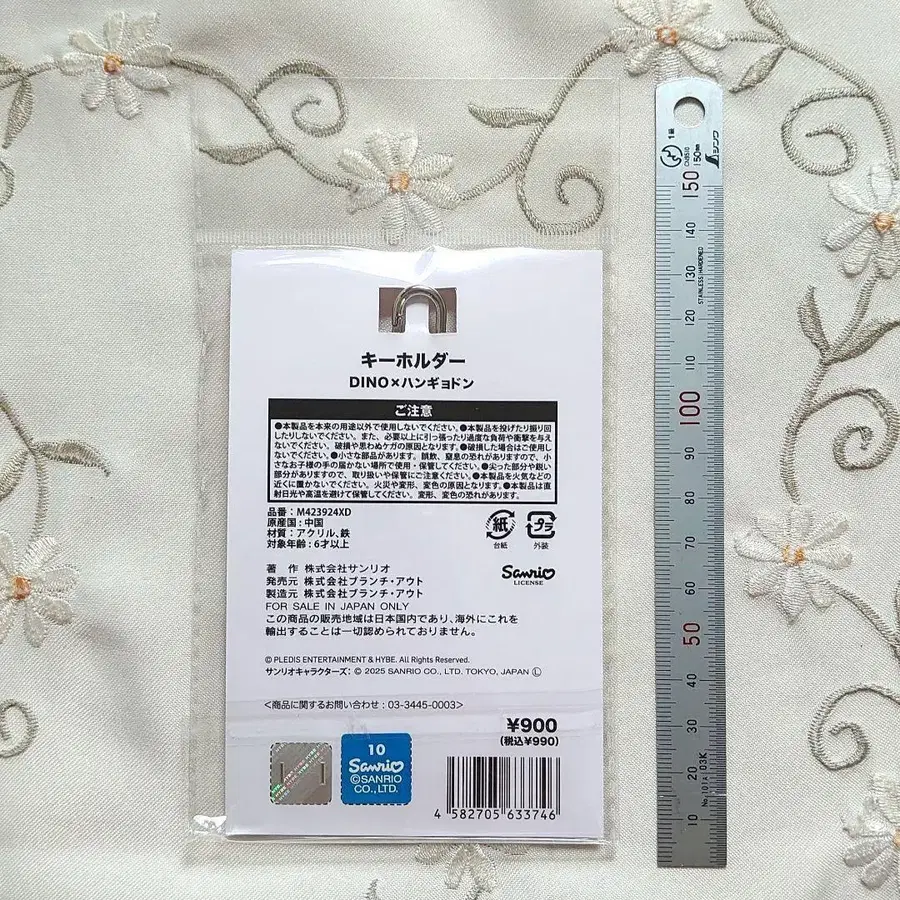 キーホルダー
DINO×ハンギョドン
ご注意
●本製品を本来の用途以外で使用しないでください。●本製品を投げたり振り回
したりしないでください。また、必要以上に引っ張ったり過度な負荷や衝撃を与え
ないでください。破損や思わぬケガの原因となります。●破損した場合はご使用し
ないでください。●小さな部品があります。誤飲、窒息の恐れがありますので、小
さなお子様の手の届かない場所で使用・保管してください。●尖った部分や鋭い
部分がありますので、取り扱いや保管にご注意ください。●本製品を火気などの
近くに置かないでください。火災や変形、変色の原因となります。●本製品は直
射日光や高温を避けて保管してください。変形、変色の恐れがあります。
品番：M423924XD
原産国：中国
材質：アクリル、鉄
対象年齢：6才以上
紙
台紙
プラ
外装
著 作 株式会社サンリオ
発売元 株式会社ブランチ・アウト
製造元 株式会社ブランチ・アウト
Sanrio
LICENSE
FOR SALE IN JAPAN ONLY
この商品の販売地域は日本国内であり、海外にこれを
輸出することは一切認められておりません。
© PLEDIS ENTERTAINMENT & HYBE. All Rights Reserved.
サンリオキャラクターズ：© 2025 SANRIO CO., LTD. TOKYO, JAPAN Ⓛ
<商品に関するお問い合わせ：03-3445-0003>
¥900
(税込¥990)
10
Sanrio
©SANRIO
CO.,LTD.
4 582705 633746
シンワ
1級
150mm
150
140
130
STAINLESS HARDENED
120
110
100
90
80
70
60
50
40
30
20
10